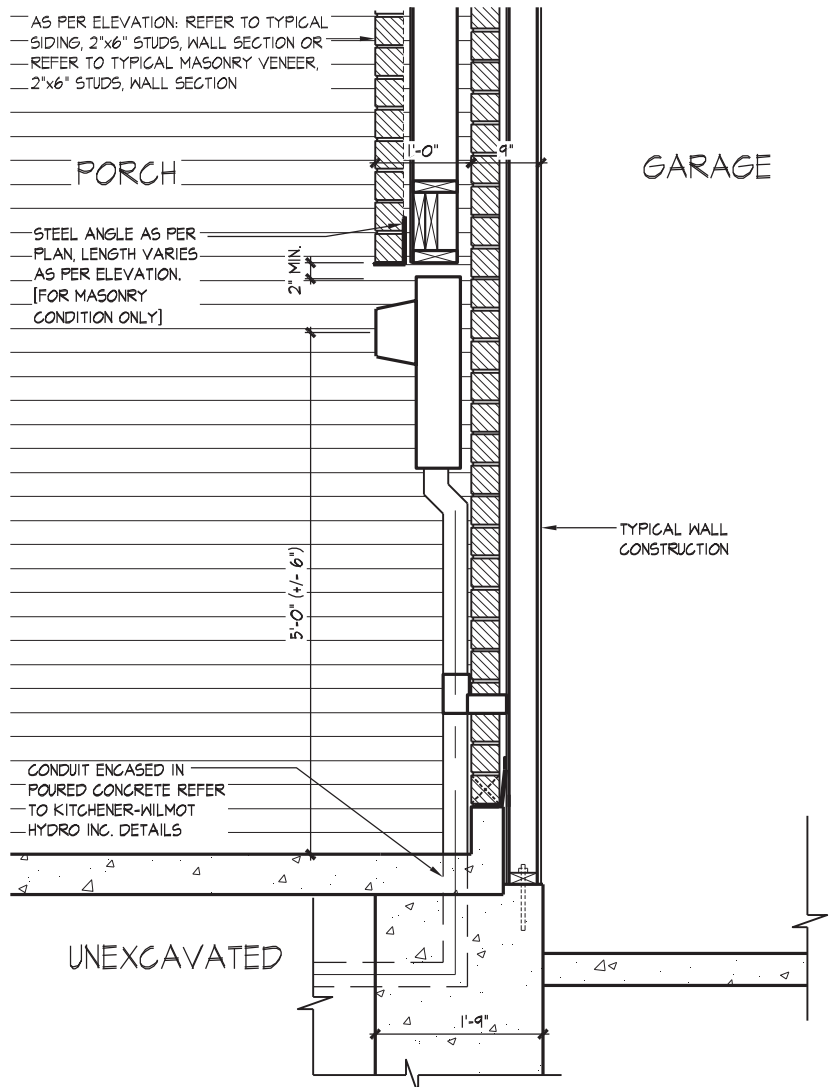 AS PER ELEVATION: REFER TO TYPICAL
SIDING, 2"x6" STUDS, WALL SECTION OR
REFER TO TYPICAL MASONRY VENEER,
2"x6" STUDS, WALL SECTION
1'-0"
9"
PORCH
GARAGE
STEEL ANGLE AS PER
PLAN, LENGTH VARIES
AS PER ELEVATION.
[FOR MASONRY
CONDITION ONLY]
2" MIN.
5'-0" (+/- 6")
TYPICAL WALL
CONSTRUCTION
CONDUIT ENCASED IN
POURED CONCRETE REFER
TO KITCHENER-WILMOT
HYDRO INC. DETAILS
UNEXCAVATED
1'-9"